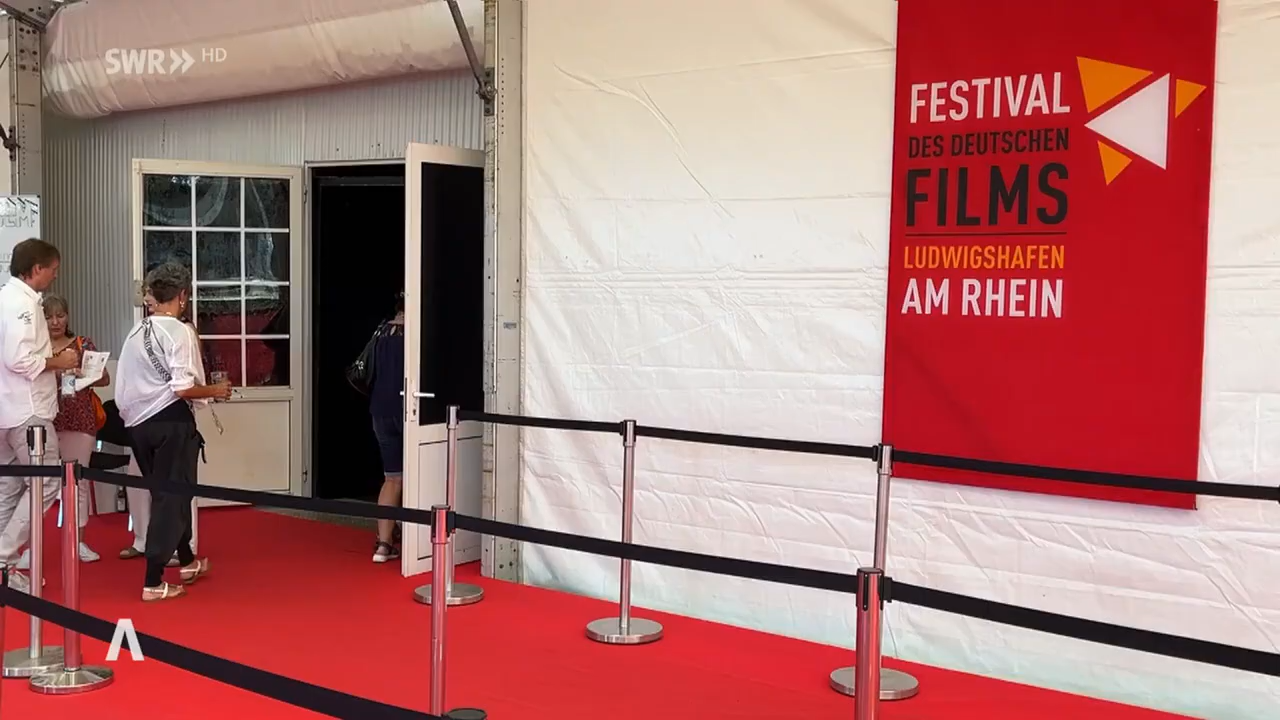 SWR HD
FESTIVAL
DES DEUTSCHEN
FILMS
LUDWIGSHAFEN
AM RHEIN